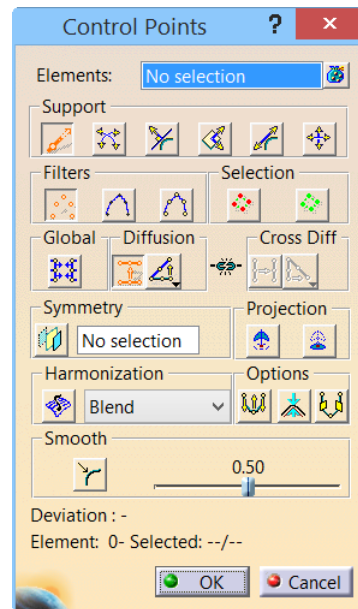 Control Points ? ×
Elements: No selection
Support
Filters Selection
Global Diffusion Cross Diff
Symmetry Projection
No selection
Harmonization Options
Blend
Smooth
0.50
Deviation : -
Element: 0- Selected: --/--
OK Cancel